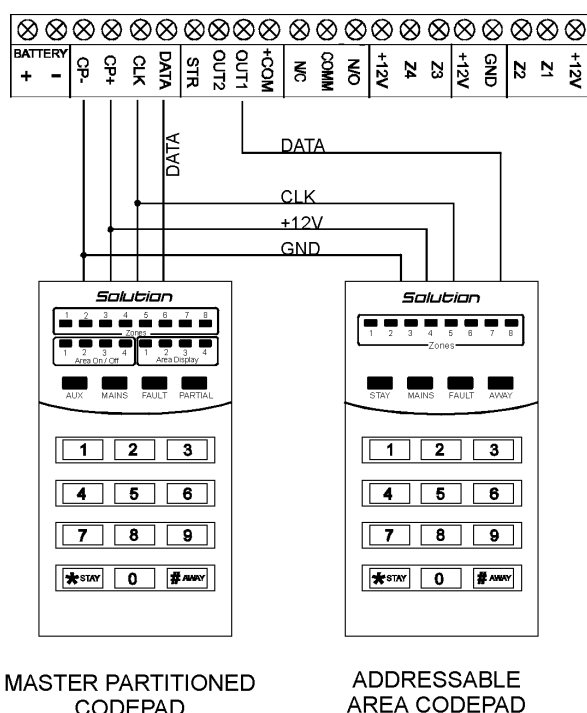 BATTERY
+ - CP- CP+ CLK DATA STR OUT2 OUT1 +COM N/C COMM N/O +12V Z4 Z3 +12V GND Z2 Z1 +12V
DATA
DATA
CLK
+12V
GND
Solution
1 2 3 4 5 6 7 8
Zones
1 2 3 4 1 2 3 4
Area On / Off Area Display
AUX MAINS FAULT PARTIAL
1 2 3
4 5 6
7 8 9
*STAY 0 # AWAY
Solution
1 2 3 4 5 6 7 8
Zones
STAY MAINS FAULT AWAY
1 2 3
4 5 6
7 8 9
*STAY 0 # AWAY
MASTER PARTITIONED
CODEPAD
ADDRESSABLE
AREA CODEPAD